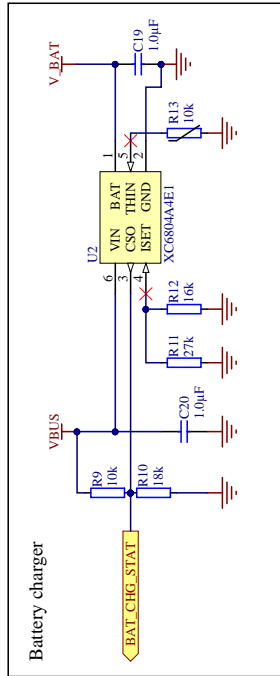 Battery charger
BAT_CHG_STAT
VBUS
R9
10k
R10
18k
C20
1.0µF
R11
27k
R12
16k
U2
6
VIN
3
CSO
4
ISET
BAT
1
THIN
5
GND
2
XC6804A4E1
V_BAT
C19
1.0µF
R13
10k